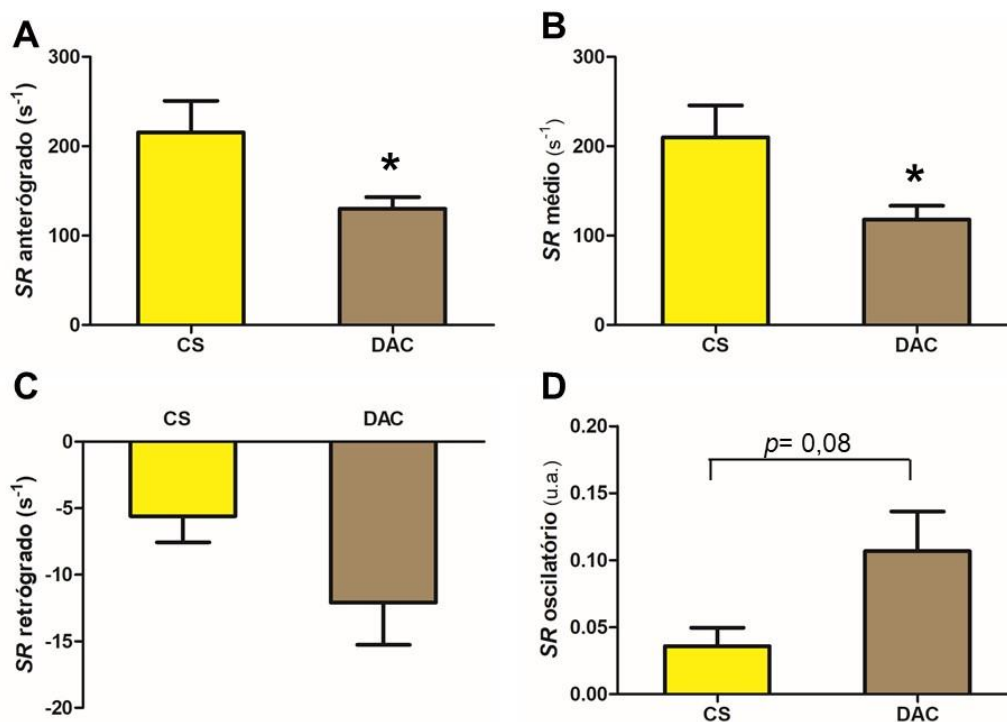 A
SR anterógrado (s-1)
300
200
100
0
*
CS
DAC
B
SR médio (s-1)
300
200
100
0
*
CS
DAC
C
SR retrógrado (s-1)
CS
DAC
0
-5
-10
-15
-20
D
SR oscilatório (u.a.)
0.20
0.15
0.10
0.05
0.00
p= 0,08
CS
DAC